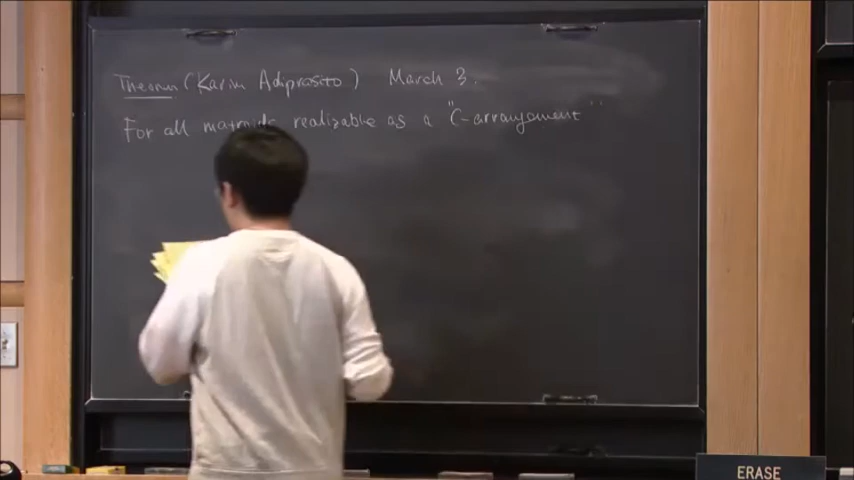 Theorem (Karim Adiprasito) March 3.
For all matroids realizable as a "C-arrangement"
ERASE